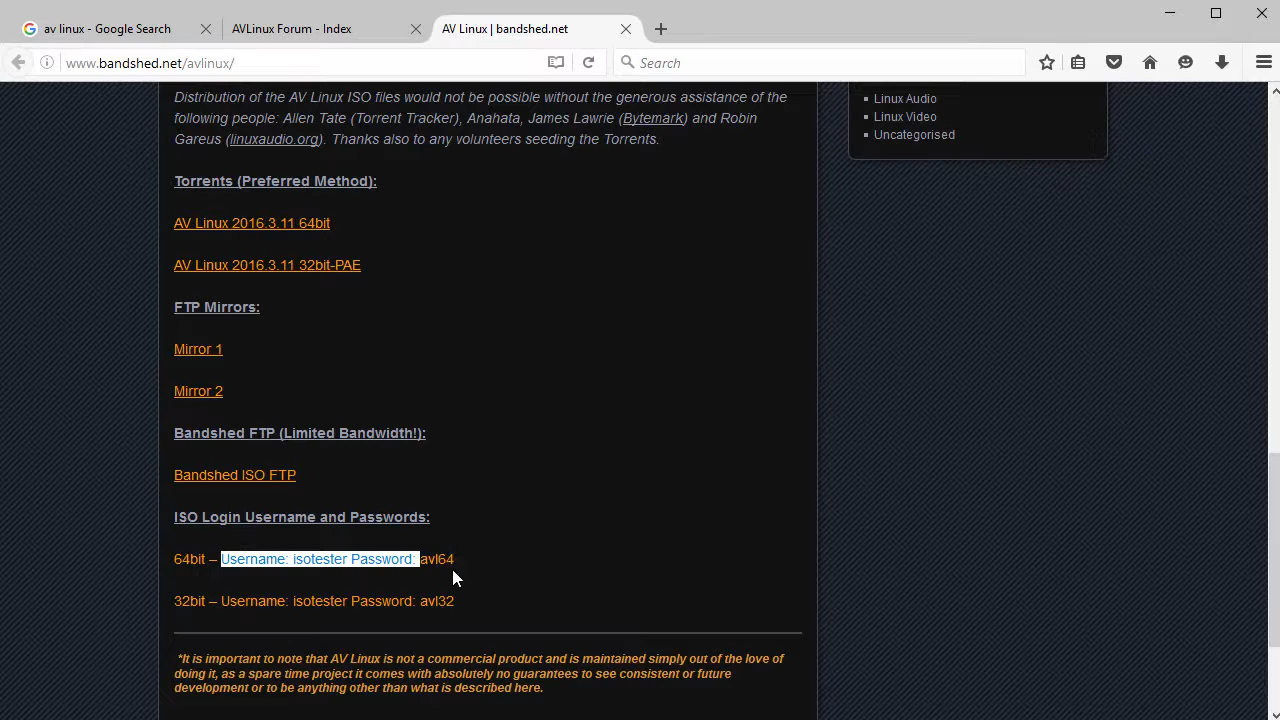 av linux - Google Search
AVLinux Forum - Index
AV Linux | bandshed.net
www.bandshed.net/avlinux/
Search
Distribution of the AV Linux ISO files would not be possible without the generous assistance of the
following people: Allen Tate (Torrent Tracker), Anahata, James Lawrie (Bytemark) and Robin
Gareus (linuxaudio.org). Thanks also to any volunteers seeding the Torrents.
Linux Audio
Linux Video
Uncategorised
Torrents (Preferred Method):
AV Linux 2016.3.11 64bit
AV Linux 2016.3.11 32bit-PAE
FTP Mirrors:
Mirror 1
Mirror 2
Bandshed FTP (Limited Bandwidth!):
Bandshed ISO FTP
ISO Login Username and Passwords:
64bit – Username: isotester Password: avl64
32bit – Username: isotester Password: avl32
*It is important to note that AV Linux is not a commercial product and is maintained simply out of the love of
doing it, as a spare time project it comes with absolutely no guarantees to see consistent or future
development or to be anything other than what is described here.